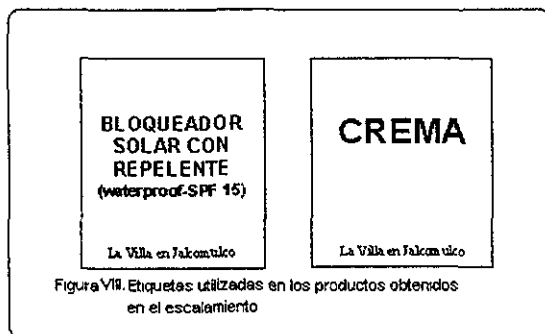 BLOQUEADOR
SOLAR CON
REPELENTE
(waterproof-SPF 15)
La Villa en Jalcomulco
CREMA
La Villa en Jalcomulco
Figura VIII. Etiquetas utilizadas en los productos obtenidos
en el escalamiento